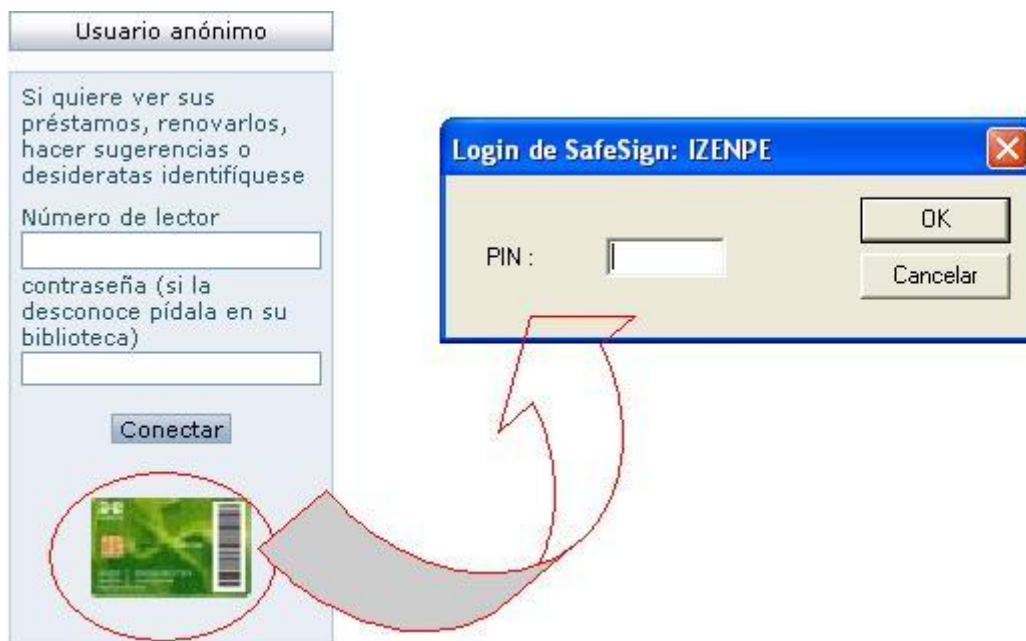 Usuario anónimo
Si quiere ver sus
préstamos, renovarlos,
hacer sugerencias o
desideratas identifíquese
Número de lector
contraseña (si la
desconoce pídala en su
biblioteca)
Conectar
Login de SafeSign: IZENPE
PIN :
OK
Cancelar